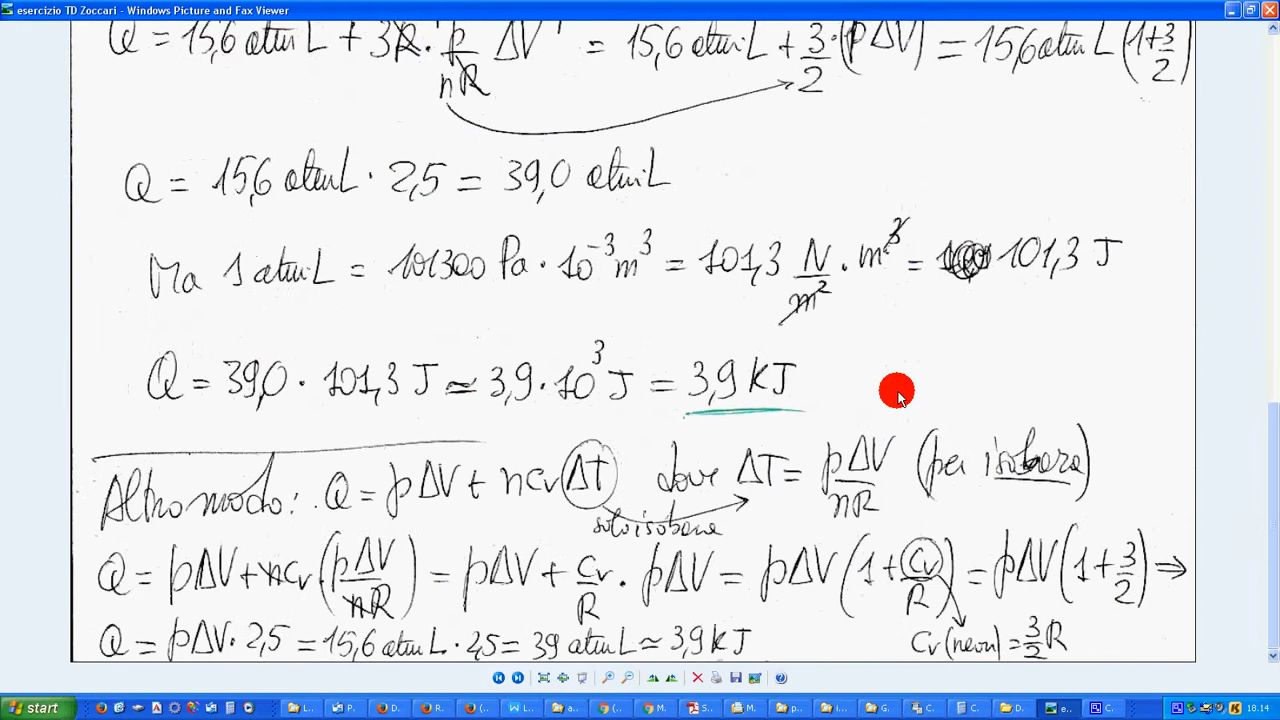 esercizio TD Zoccari - Windows Picture and Fax Viewer
Q = 15,6 atm·L + 3R · p/nR ΔV = 15,6 atm·L + 3/2 · (pΔV) = 15,6 atm·L (1+3/2)
Q = 15,6 atm·L · 2,5 = 39,0 atm·L
Ma 1 atm·L = 101300 Pa · 10⁻³ m³ = 101,3 N/m² · m³ = 101,3 J
Q = 39,0 · 101,3 J ≃ 3,9 · 10³ J = 3,9 kJ
Altro modo: Q = pΔV + ncv ΔT dove ΔT = pΔV/nR (per isobara)
solo isobare
Q = pΔV + ncv (pΔV/nR) = pΔV + cv/R · pΔV = pΔV (1 + cv/R) = pΔV (1 + 3/2) ⇒
Q = pΔV · 2,5 = 15,6 atm·L · 2,5 = 39 atm·L ≃ 3,9 kJ
Cv (neon) = 3/2 R
start
18.14